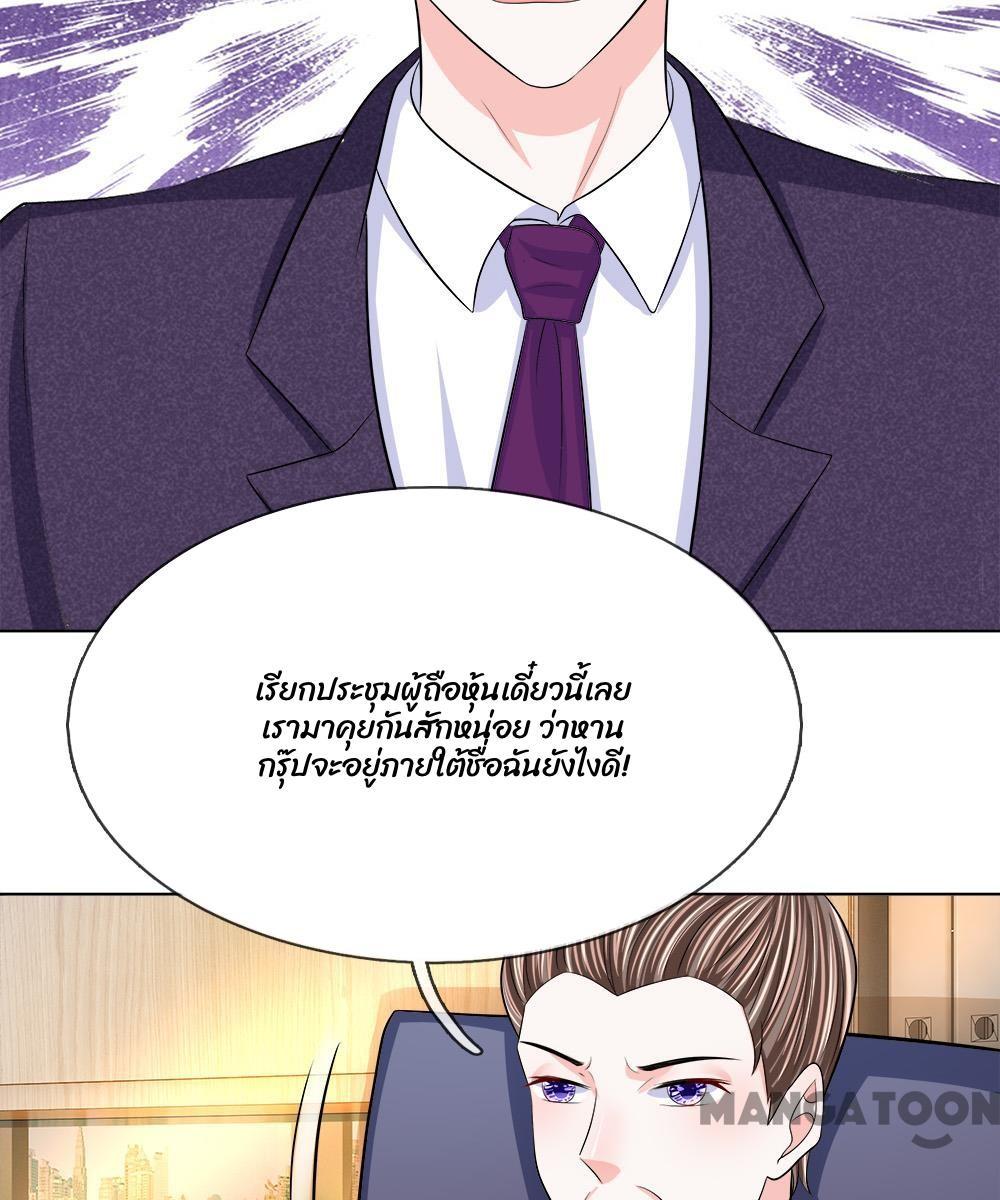 เรียกประชุมผู้ถือหุ้นเดี๋ยวนี้เลย
เรามาคุยกันสักหน่อย ว่าหาน
กรุ๊ปจะอยู่ภายใต้ชื่อฉันยังไงดี!
MANGATOON